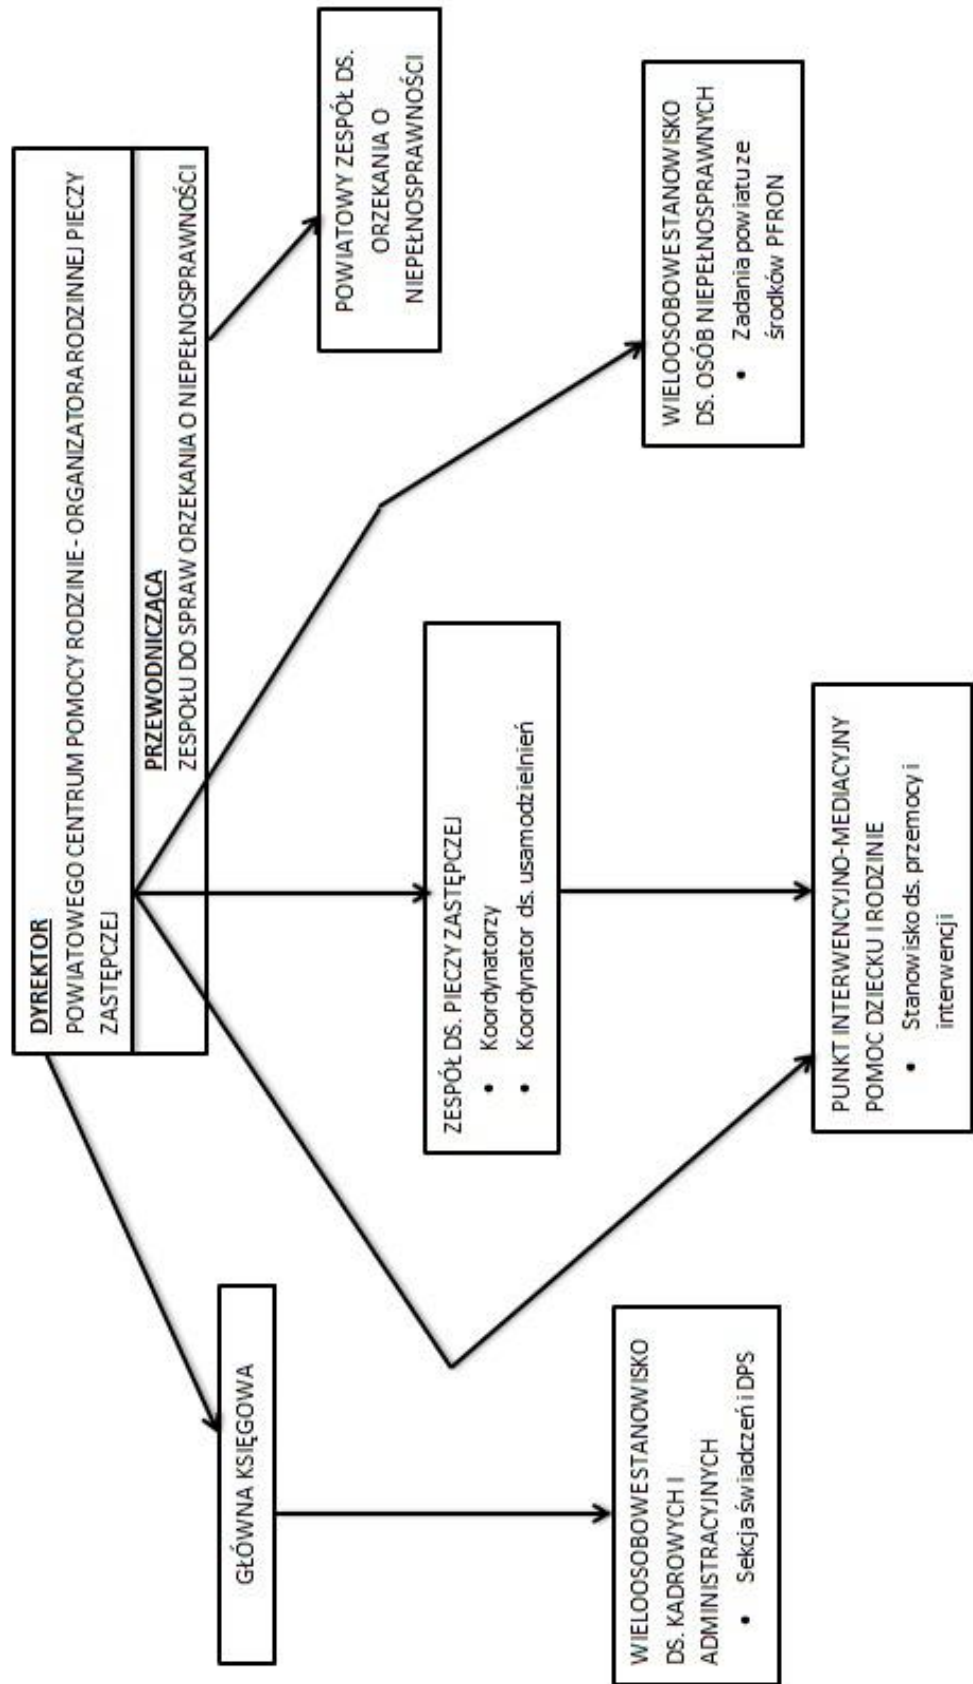 DYREKTOR
POWIATOWEGO CENTRUM POMOCY RODZINIE- ORGANIZATORA RODZINNEJ PIECZY
ZASTĘPCZEJ
PRZEWODNICZĄCA
ZESPOŁU DO SPRAW ORZEKANIA O NIEPEŁNOSPRAWNOŚCI
GŁÓWNA KSIĘGOWA
POWIATOWY ZESPÓŁ DS.
ORZEKANIA O
NIEPEŁNOSPRAWNOŚCI
ZESPÓŁ DS. PIECZY ZASTĘPCZEJ
• Koordynatorzy
• Koordynator ds. usamodzielnień
WIELOOSOBOWE STANOWISKO
DS. KADROWYCH I
ADMINISTRACYJNYCH
• Sekcja świadczeń i DPS
WIELOOSOBOWE STANOWISKO
DS. OSÓB NIEPEŁNOSPRAWNYCH
• Zadania powiatu ze
środków PFRON
PUNKT INTERWENCYJNO-MEDIACYJNY
POMOC DZIECKU I RODZINIE
• Stanowisko ds. przemocy i
interwencji